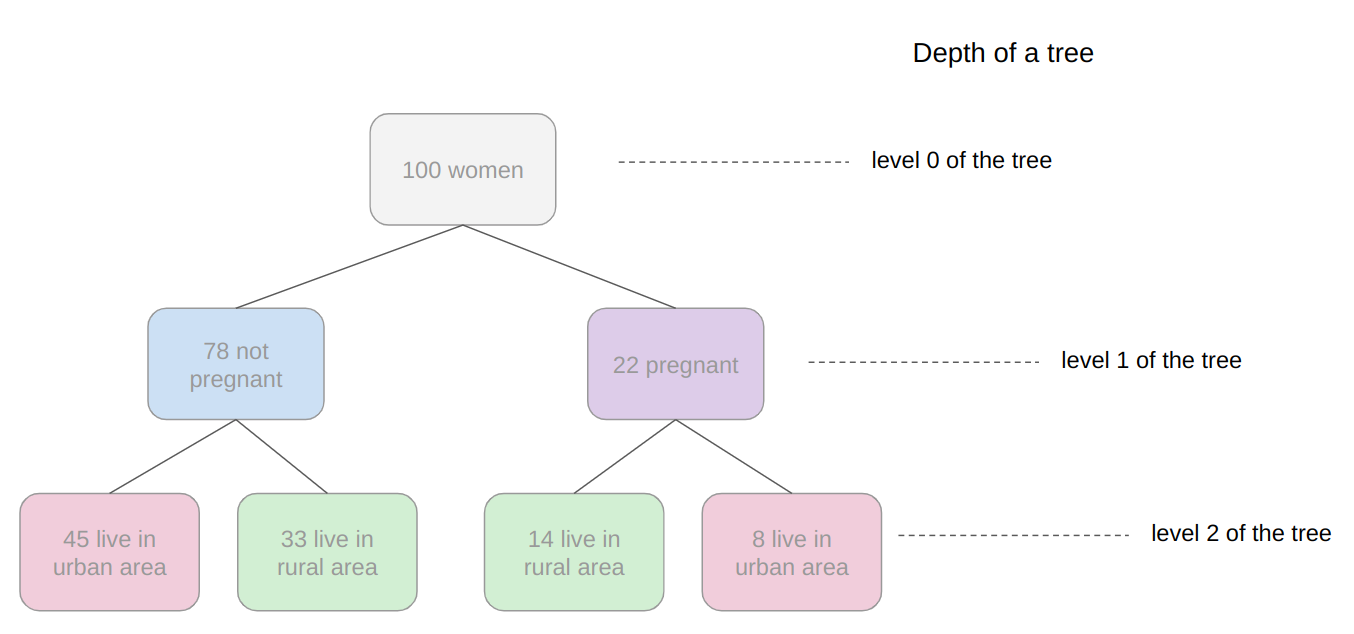 Depth of a tree
100 women
level 0 of the tree
78 not
pregnant
22 pregnant
level 1 of the tree
45 live in
urban area
33 live in
rural area
14 live in
rural area
8 live in
urban area
level 2 of the tree